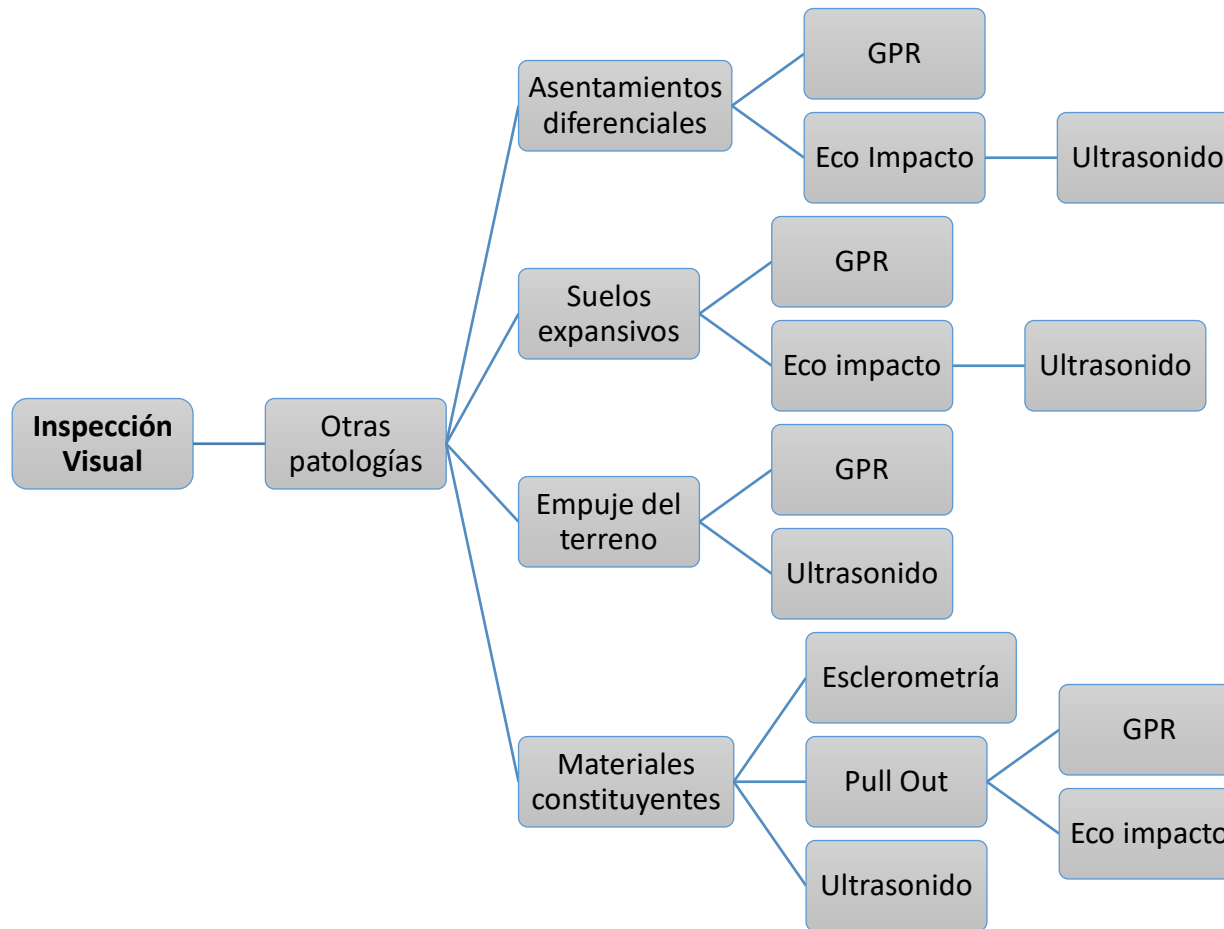 Inspección
Visual
Otras
patologías
Asentamientos
diferenciales
GPR
Eco Impacto
Ultrasonido
Suelos
expansivos
GPR
Eco impacto
Ultrasonido
Empuje del
terreno
GPR
Ultrasonido
Materiales
constituyentes
Esclerometría
Pull Out
GPR
Eco impacto
Ultrasonido